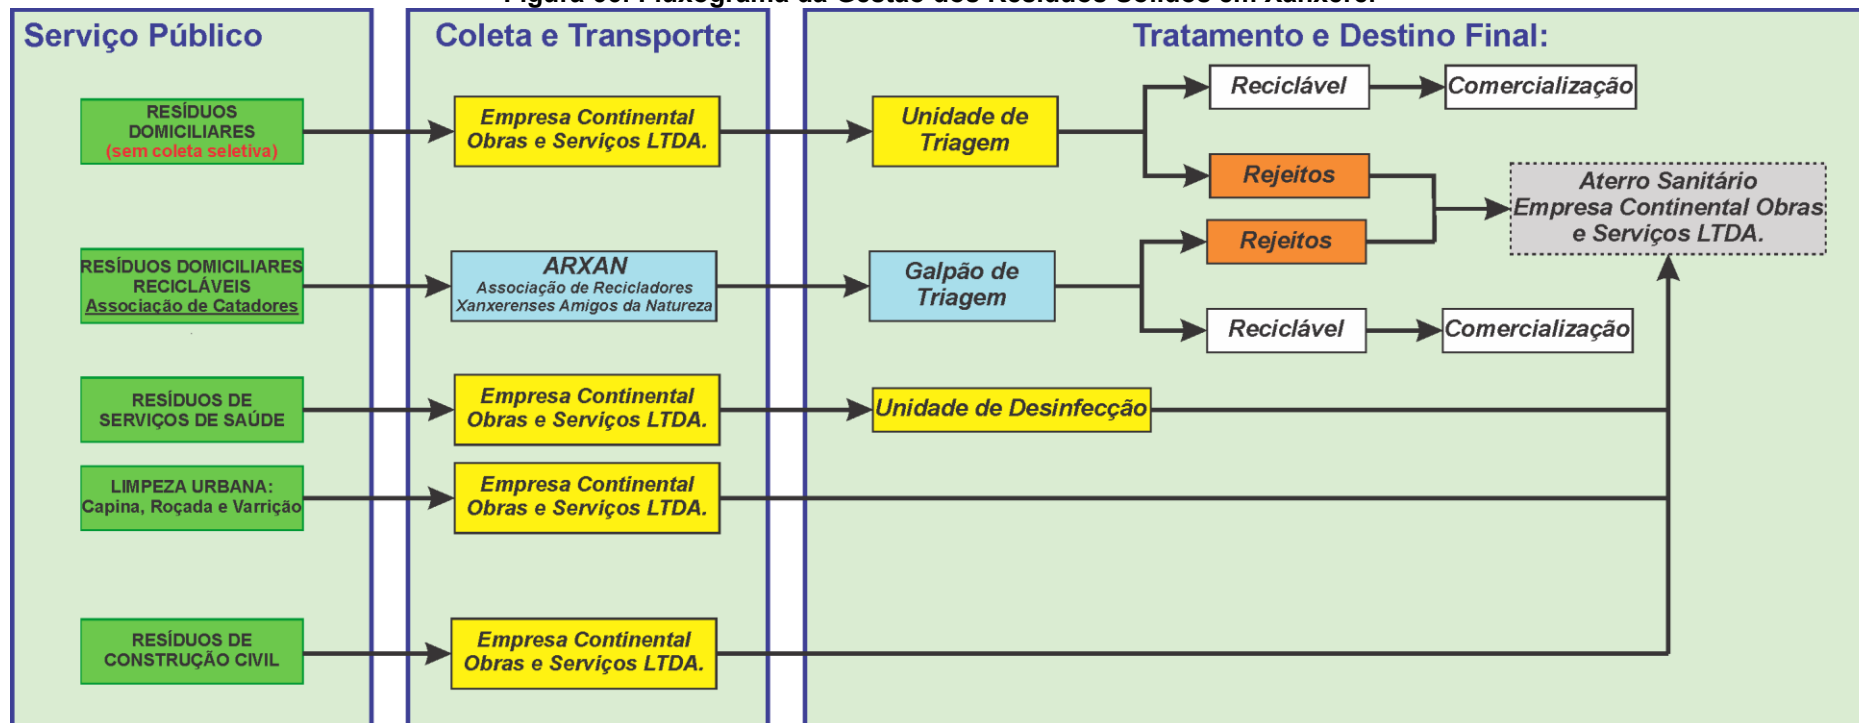 Serviço Público
Coleta e Transporte:
Tratamento e Destino Final:
RESÍDUOS
DOMICILIARES
(sem coleta seletiva)
Empresa Continental
Obras e Serviços LTDA.
Unidade de
Triagem
Reciclável
Comercialização
Rejeitos
Aterro Sanitário
Empresa Continental Obras
e Serviços LTDA.
RESÍDUOS DOMICILIARES
RECICLÁVEIS
Associação de Catadores
ARXAN
Associação de Recicladores
Xanxerenses Amigos da Natureza
Galpão de
Triagem
Rejeitos
Reciclável
Comercialização
RESÍDUOS DE
SERVIÇOS DE SAÚDE
Empresa Continental
Obras e Serviços LTDA.
Unidade de Desinfecção
LIMPEZA URBANA:
Capina, Roçada e Varrição
Empresa Continental
Obras e Serviços LTDA.
RESÍDUOS DE
CONSTRUÇÃO CIVIL
Empresa Continental
Obras e Serviços LTDA.